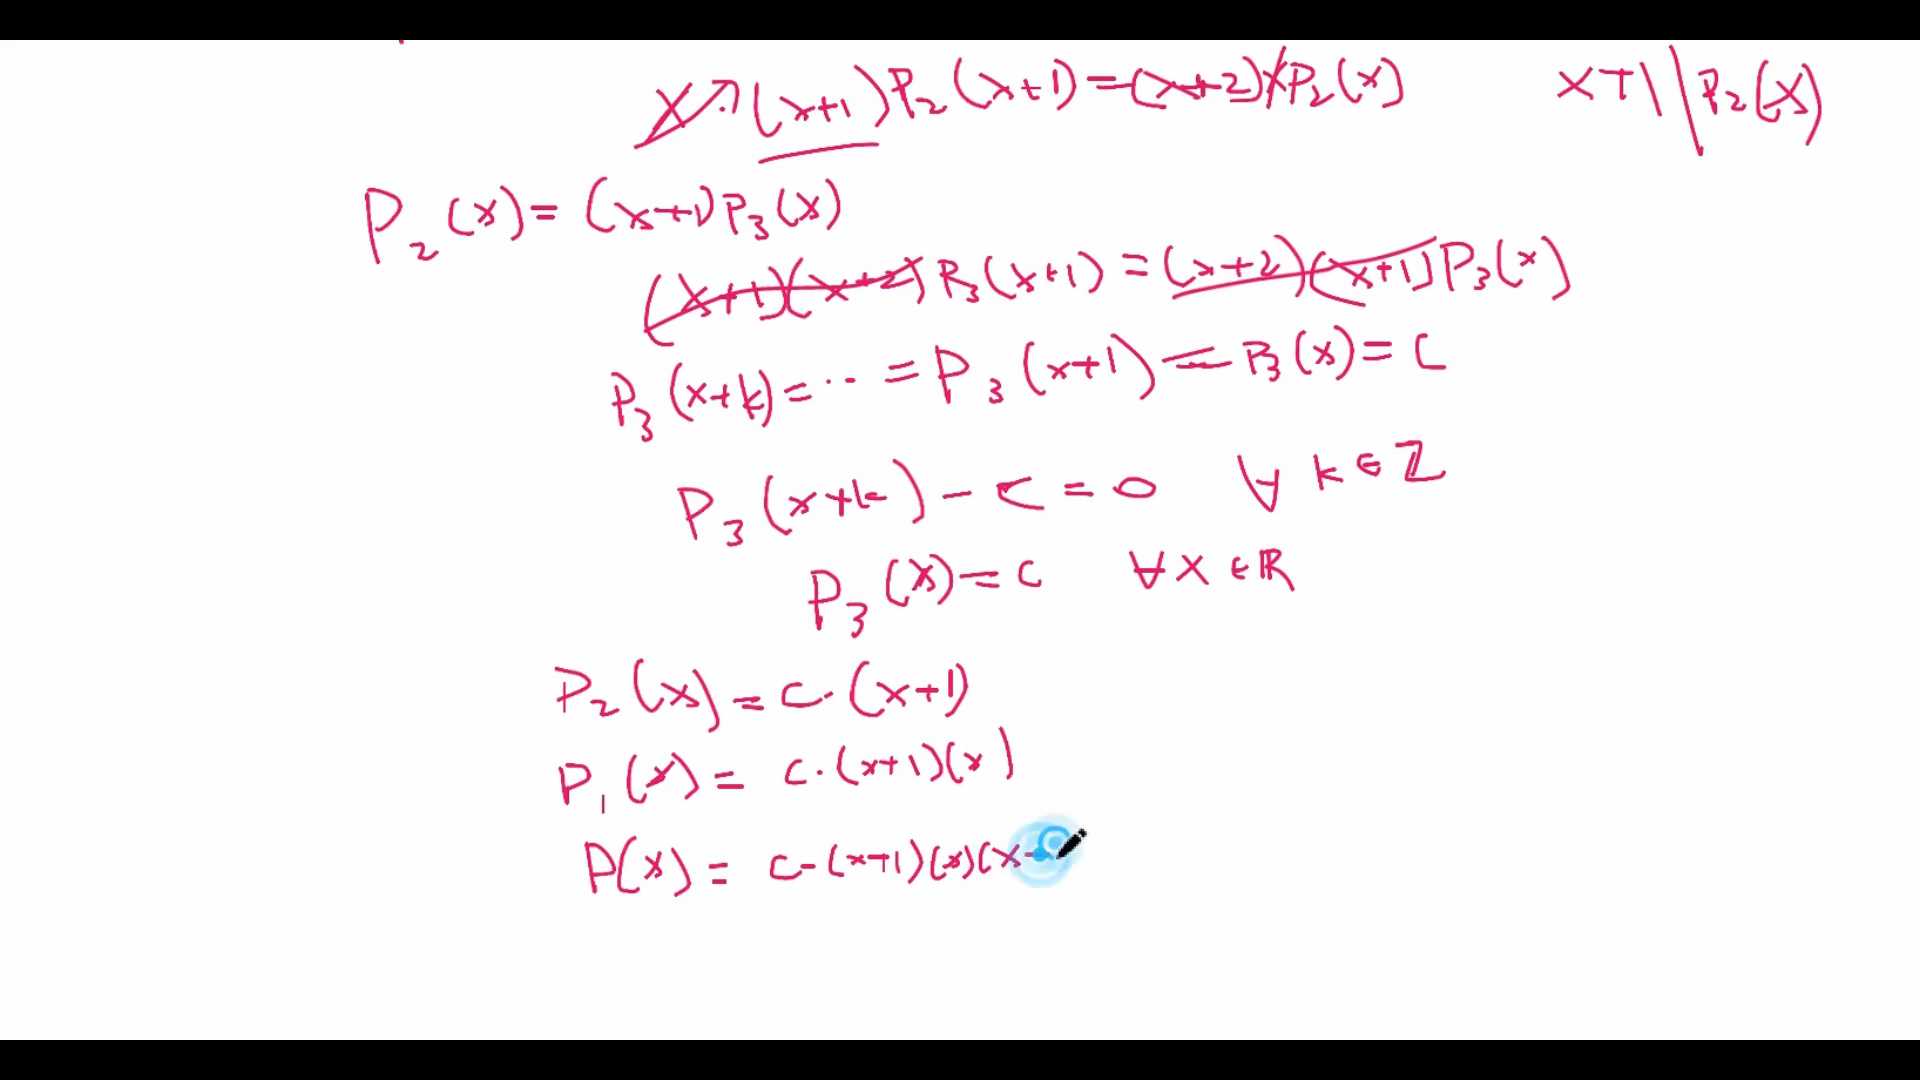 x · (x+1) P₂(x+1) = (x+2) x P₂(x) x+1 | P₂(x)
P₂(x) = (x+1) P₃(x)
(x+1)(x+2) P₃(x+1) = (x+2)(x+1) P₃(x)
P₃(x+k) = ·· = P₃(x+1) = P₃(x) = C
P₃(x+k) - C = 0 ∀ k ∈ ℤ
P₃(x) = C ∀ x ∈ ℝ
P₂(x) = C · (x+1)
P₁(x) = C · (x+1)(x)
P(x) = C · (x+1)(x)(x-